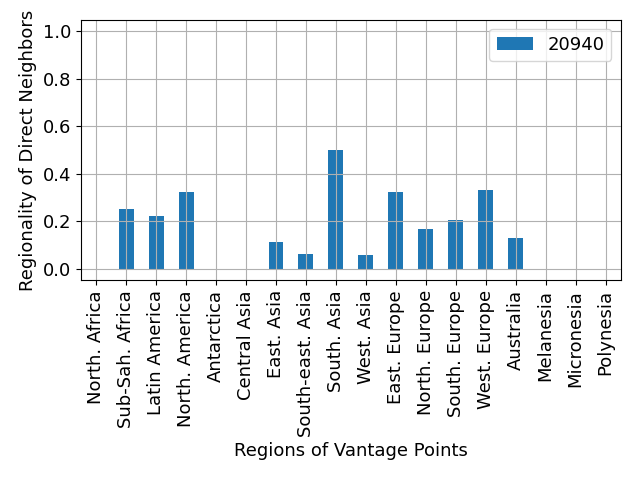 Regionality of Direct Neighbors
1.0
0.8
0.6
0.4
0.2
0.0
20940
North. Africa
Sub-Sah. Africa
Latin America
North. America
Antarctica
Central Asia
East. Asia
South-east. Asia
South. Asia
West. Asia
East. Europe
North. Europe
South. Europe
West. Europe
Australia
Melanesia
Micronesia
Polynesia
Regions of Vantage Points